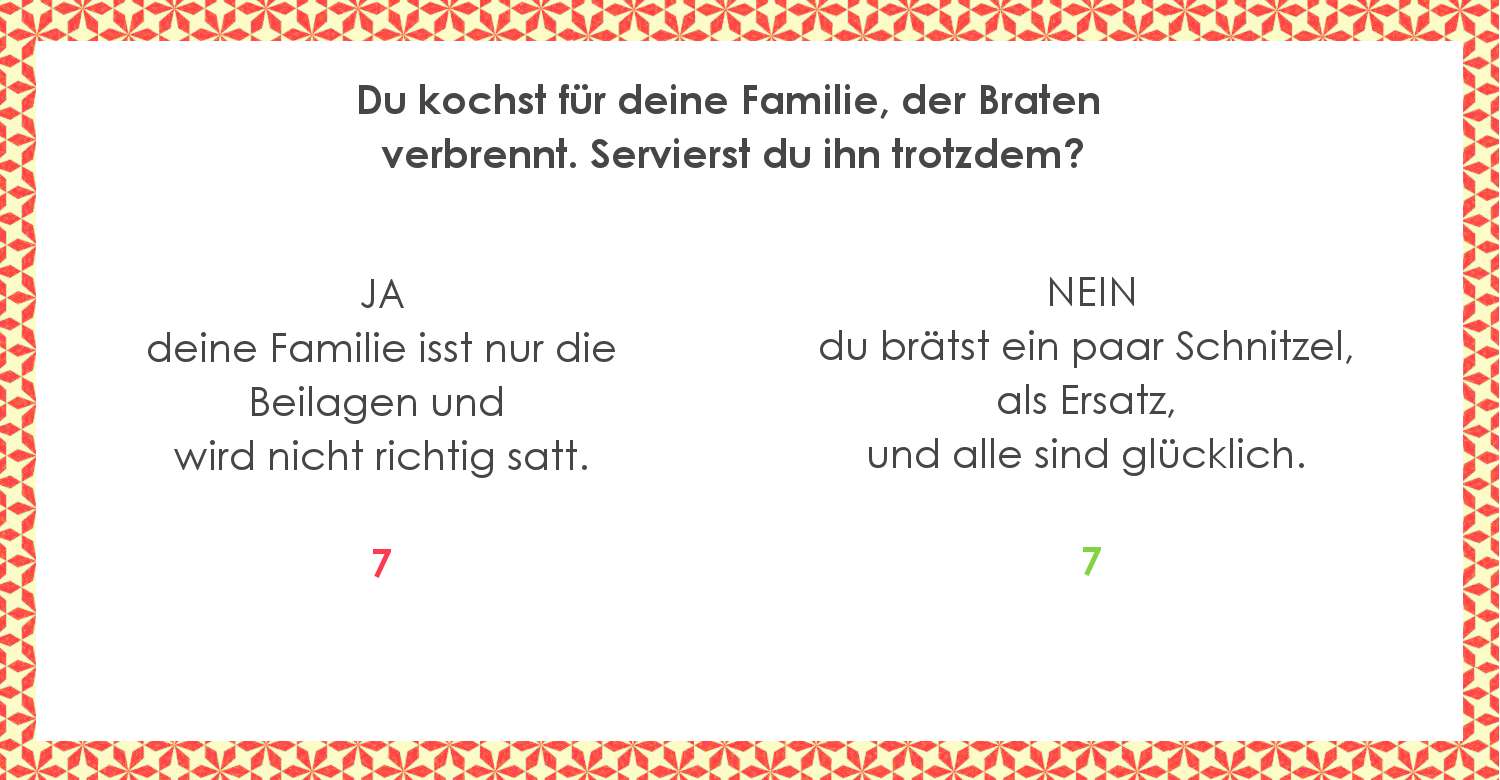 Du kochst für deine Familie, der Braten
verbrennt. Servierst du ihn trotzdem?
JA
deine Familie isst nur die
Beilagen und
wird nicht richtig satt.
7
NEIN
du brätst ein paar Schnitzel,
als Ersatz,
und alle sind glücklich.
7